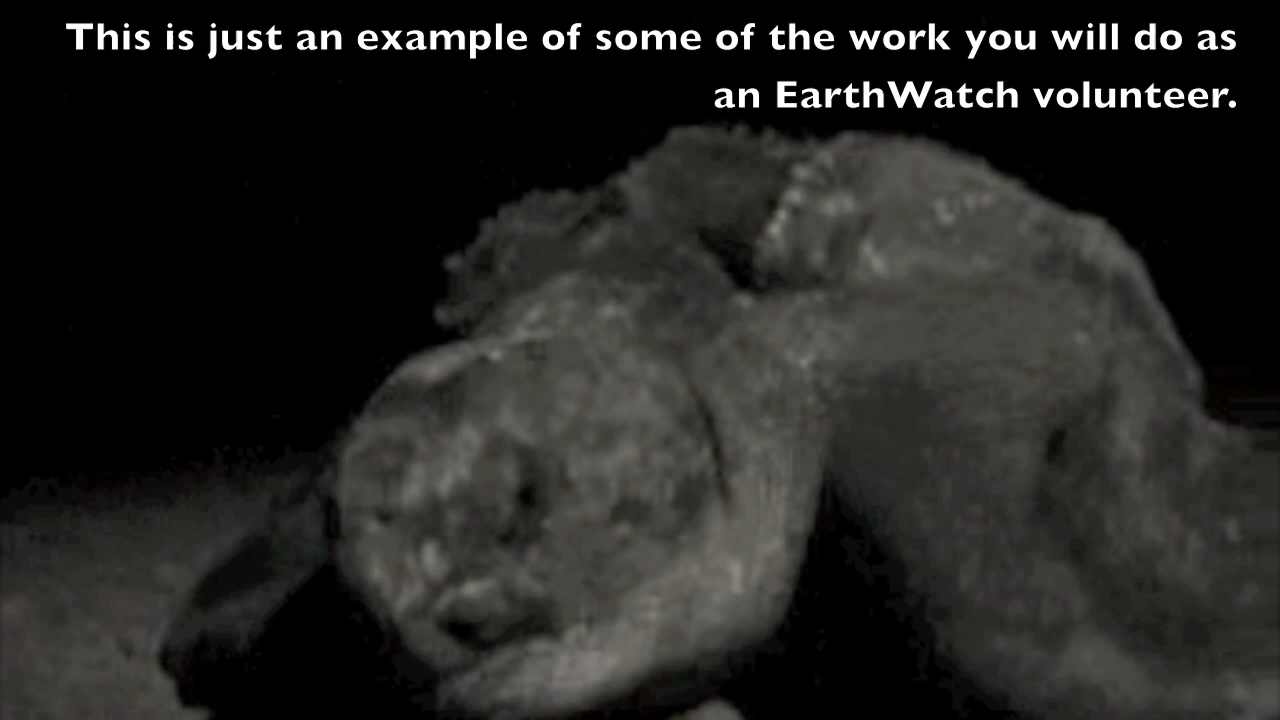 This is just an example of some of the work you will do as
an EarthWatch volunteer.